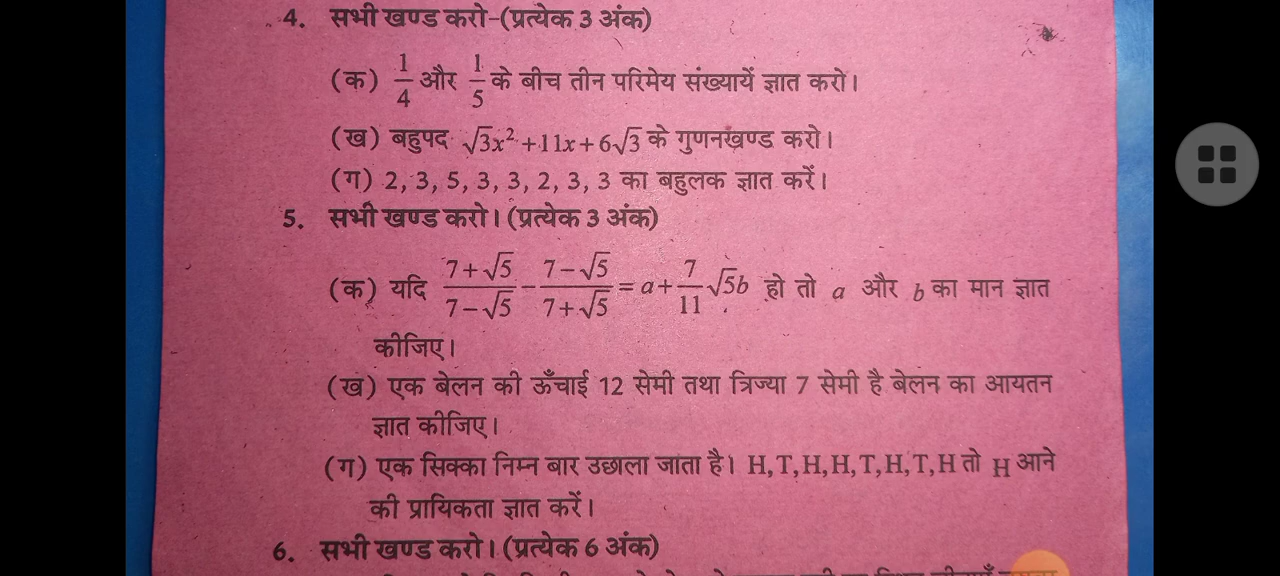 4. सभी खण्ड करो-(प्रत्येक 3 अंक)
(क) 1/4 और 1/5 के बीच तीन परिमेय संख्यायें ज्ञात करो।
(ख) बहुपद √3x² + 11x + 6√3 के गुणनखण्ड करो।
(ग) 2, 3, 5, 3, 3, 2, 3, 3 का बहुलक ज्ञात करें।
5. सभी खण्ड करो। (प्रत्येक 3 अंक)
(क) यदि (7+√5)/(7−√5) − (7−√5)/(7+√5) = a + 7/11 √5b हो तो a और b का मान ज्ञात
कीजिए।
(ख) एक बेलन की ऊँचाई 12 सेमी तथा त्रिज्या 7 सेमी है बेलन का आयतन
ज्ञात कीजिए।
(ग) एक सिक्का निम्न बार उछाला जाता है। H,T,H,H,T,H,T,H तो H आने
की प्रायिकता ज्ञात करें।
6. सभी खण्ड करो। (प्रत्येक 6 अंक)